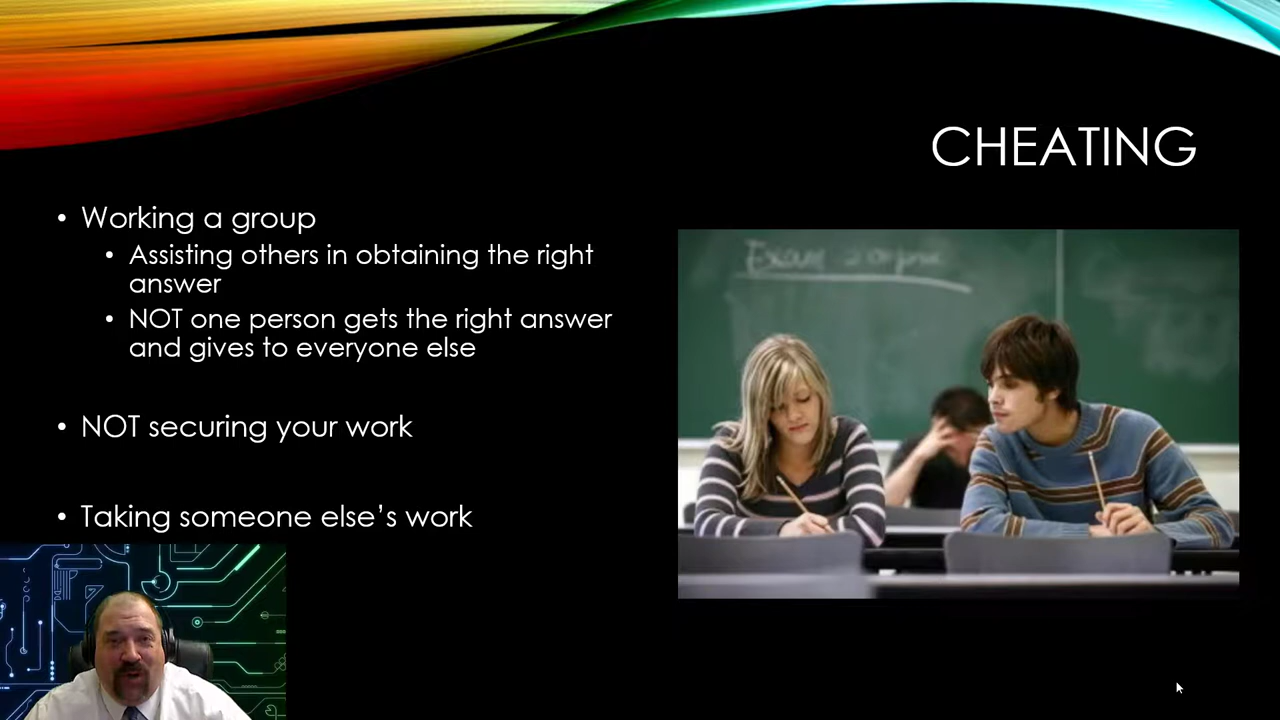 CHEATING
• Working a group
• Assisting others in obtaining the right
answer
• NOT one person gets the right answer
and gives to everyone else
• NOT securing your work
• Taking someone else’s work
Exam